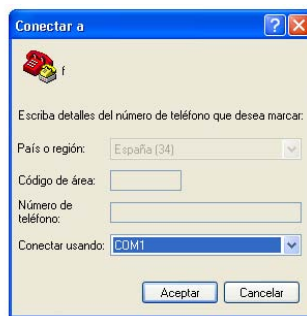 Conectar a
f
Escriba detalles del número de teléfono que desea marcar:
País o región: España (34)
Código de área:
Número de
teléfono:
Conectar usando: COM1
Aceptar Cancelar